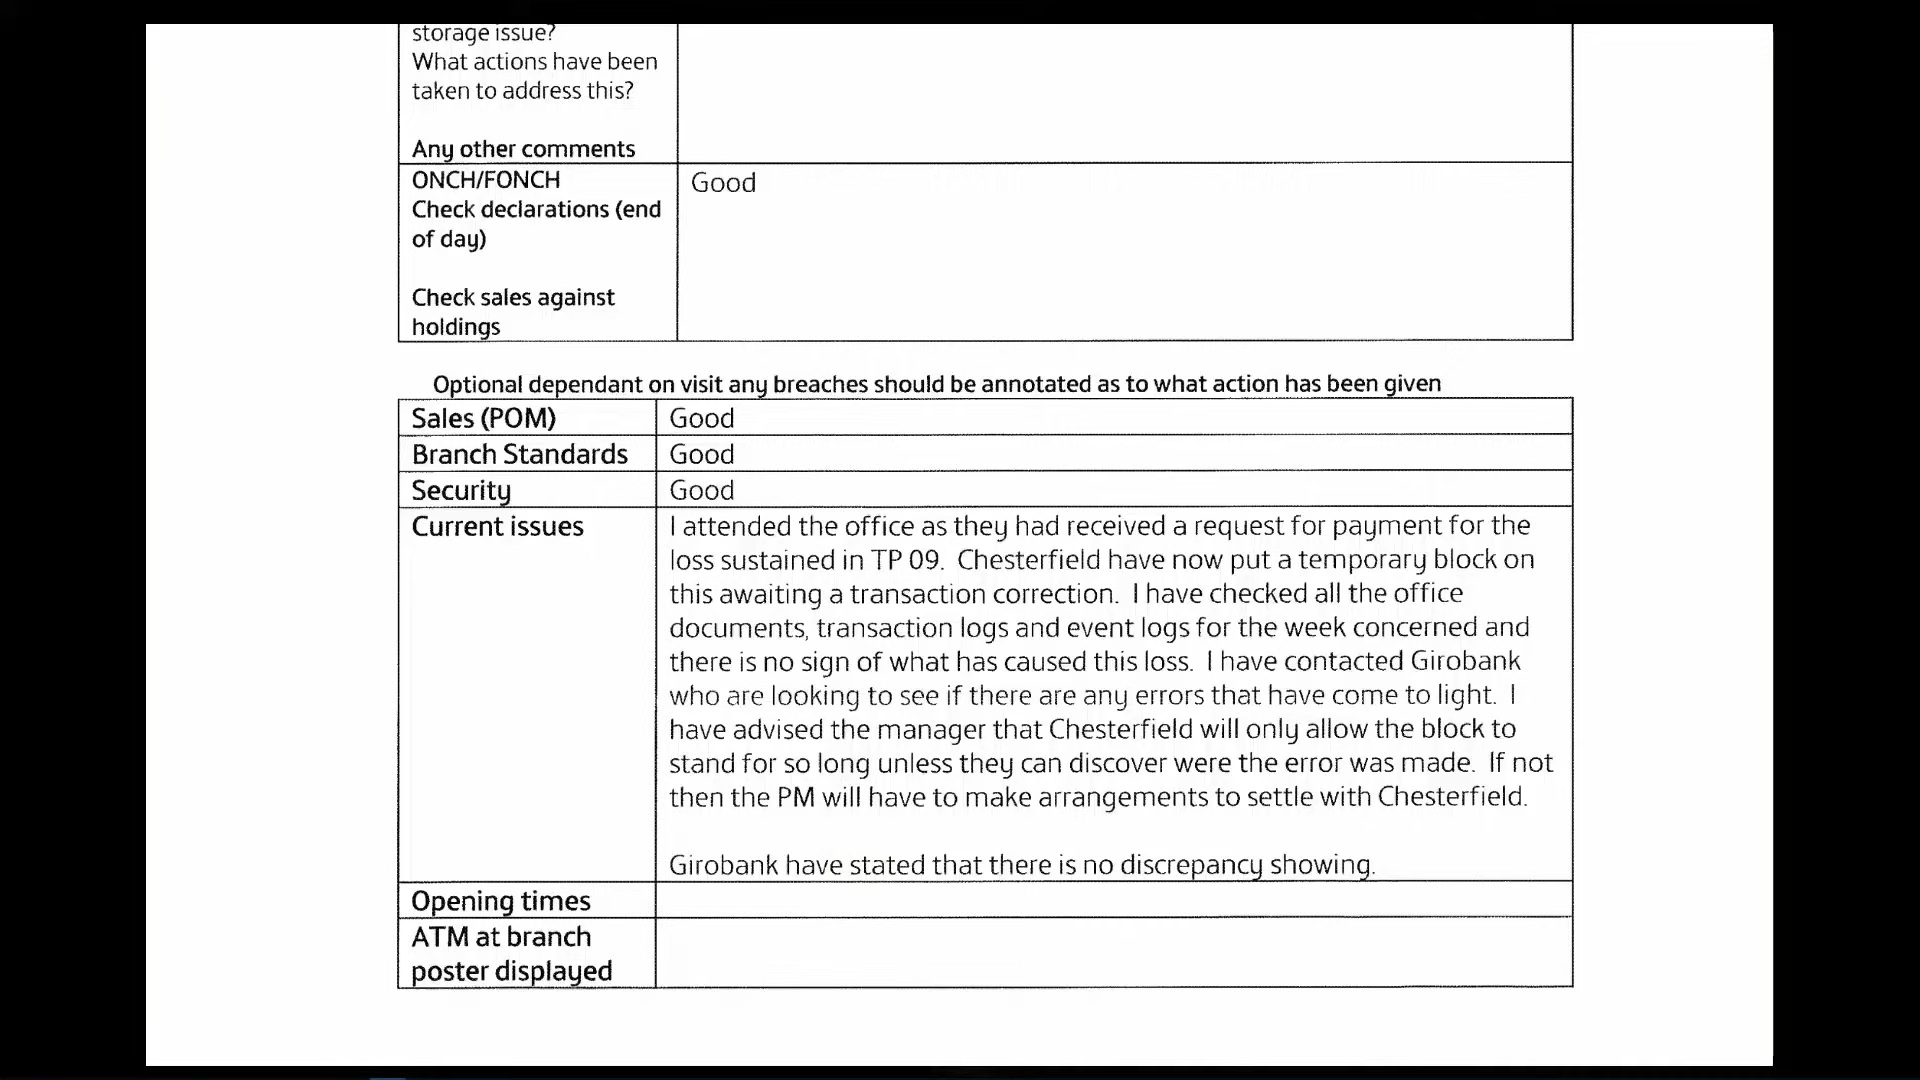 storage issue?
What actions have been
taken to address this?
Any other comments
ONCH/FONCH
Check declarations (end
of day)
Check sales against
holdings
Good
Optional dependant on visit any breaches should be annotated as to what action has been given
Sales (POM) Good
Branch Standards Good
Security Good
Current issues
I attended the office as they had received a request for payment for the
loss sustained in TP 09. Chesterfield have now put a temporary block on
this awaiting a transaction correction. I have checked all the office
documents, transaction logs and event logs for the week concerned and
there is no sign of what has caused this loss. I have contacted Girobank
who are looking to see if there are any errors that have come to light. I
have advised the manager that Chesterfield will only allow the block to
stand for so long unless they can discover were the error was made. If not
then the PM will have to make arrangements to settle with Chesterfield.
Girobank have stated that there is no discrepancy showing.
Opening times
ATM at branch
poster displayed